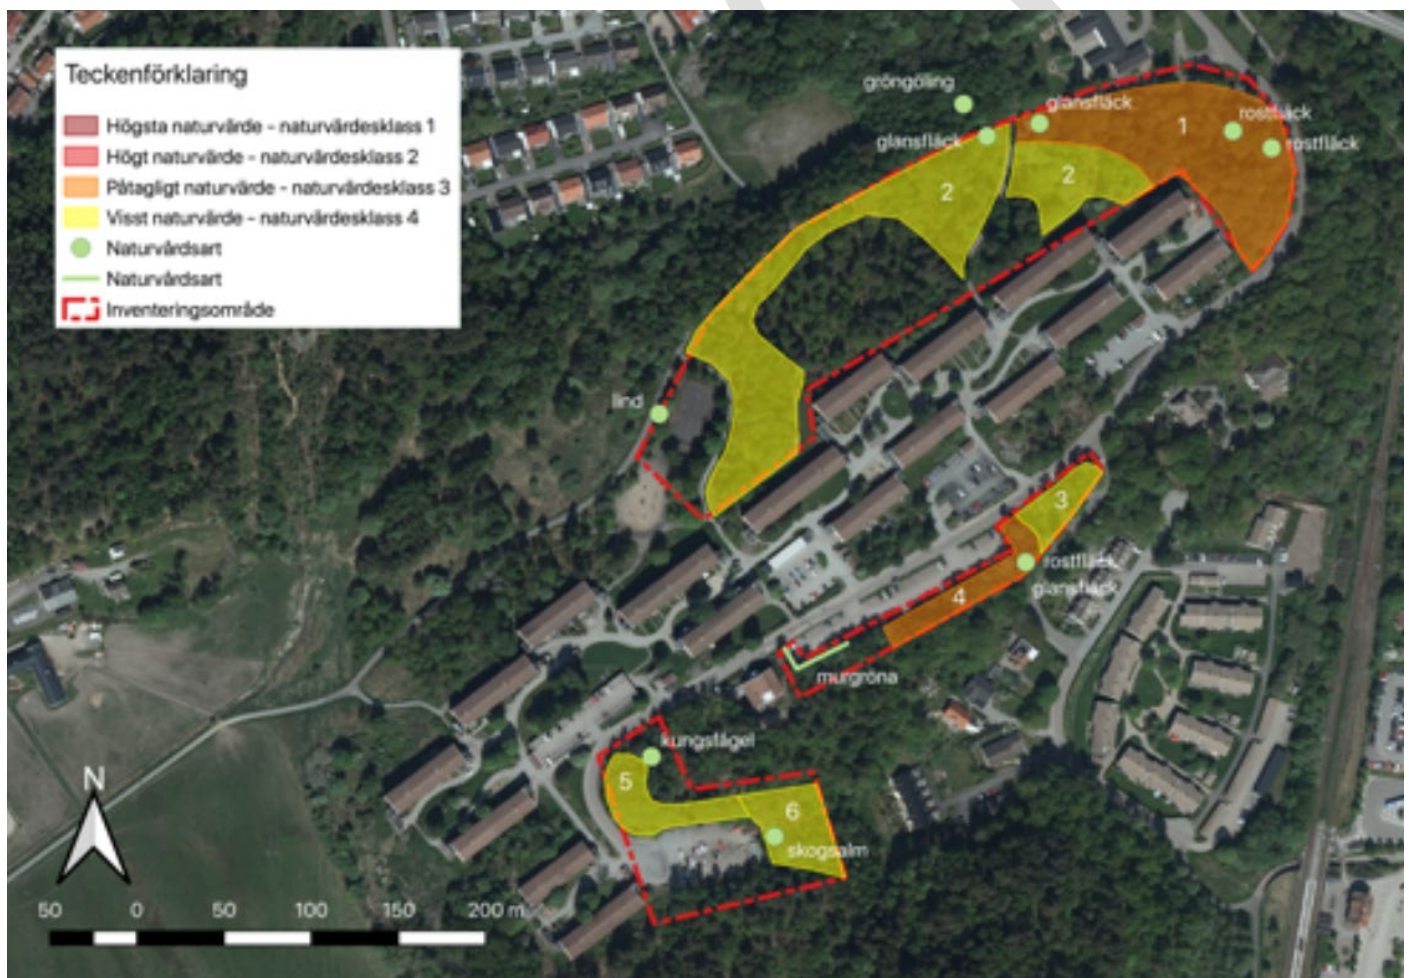 Teckenförklaring
Högsta naturvärde - naturvärdesklass 1
Högt naturvärde - naturvärdesklass 2
Påtagligt naturvärde - naturvärdesklass 3
Visst naturvärde - naturvärdesklass 4
Naturvårdsart
Naturvårdsart
Inventeringsområde
gröngöling
glansfläck
glansfläck
rostfläck
rostfläck
1
2
2
lind
3
rostfläck
glansfläck
4
murgröna
kungsfågel
5
6
skogsalm
N
50 0 50 100 150 200 m